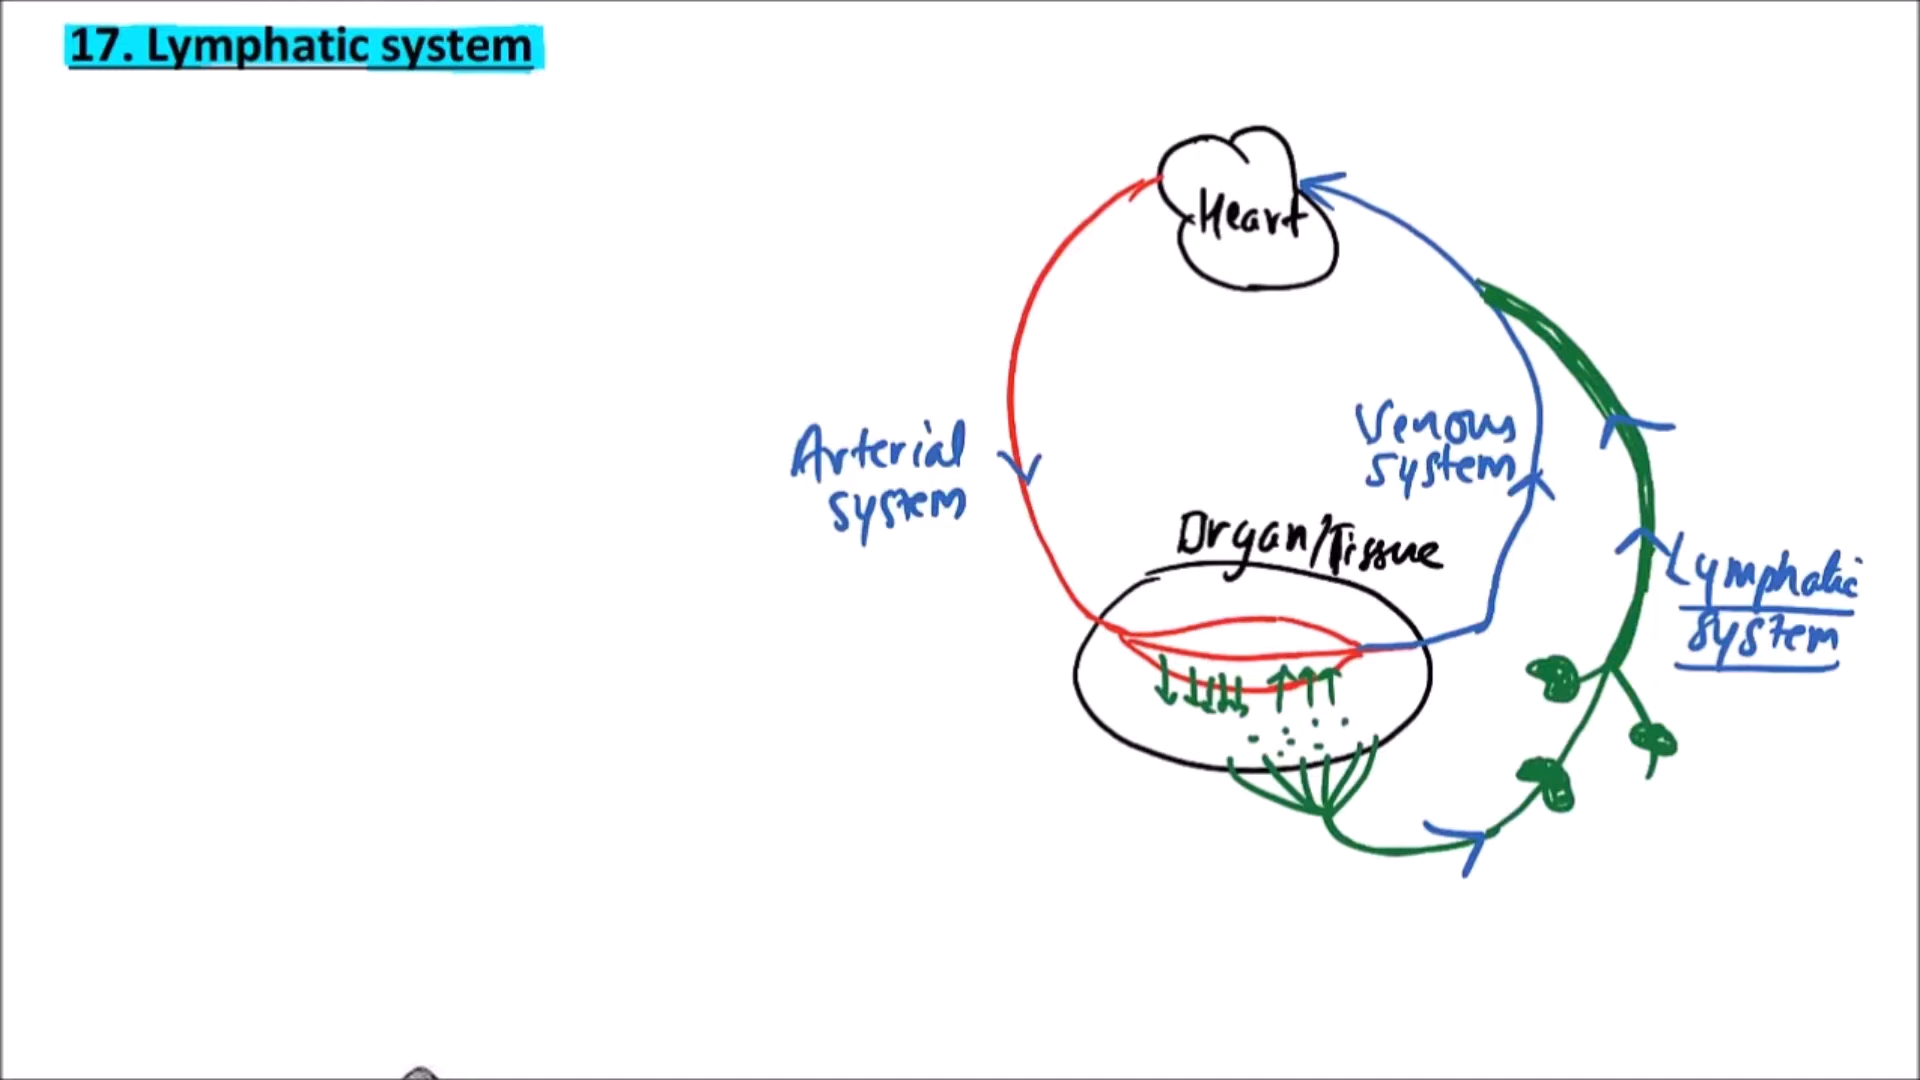 17. Lymphatic system
Heart
Arterial
system
Venous
system
Organ/Tissue
Lymphatic
system